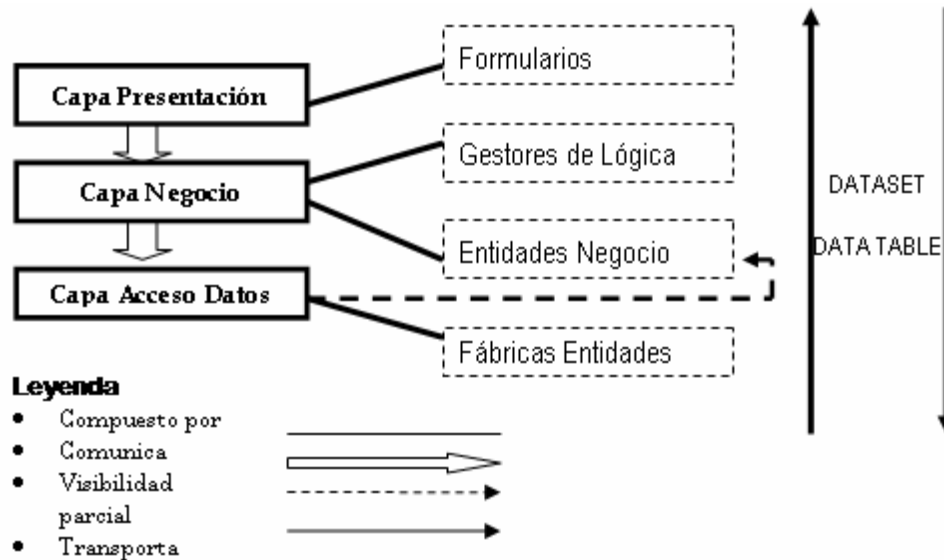 Formularios
Capa Presentación
Gestores de Lógica
Capa Negocio
DATASET
Entidades Negocio
DATA TABLE
Capa Acceso Datos
Fábricas Entidades
Leyenda
• Compuesto por
• Comunica
• Visibilidad
parcial
• Transporta